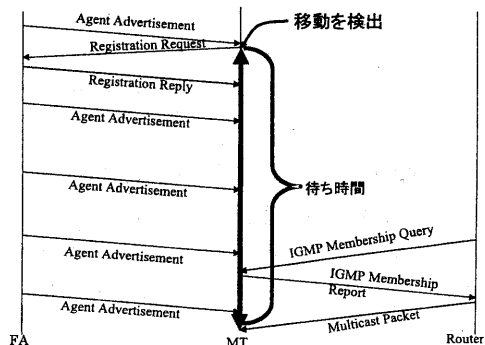 Agent Advertisement
移動を検出
Registration Request
Registration Reply
Agent Advertisement
Agent Advertisement
待ち時間
Agent Advertisement
IGMP Membership Query
IGMP Membership
Report
Agent Advertisement
Multicast Packet
FA
MT
Router